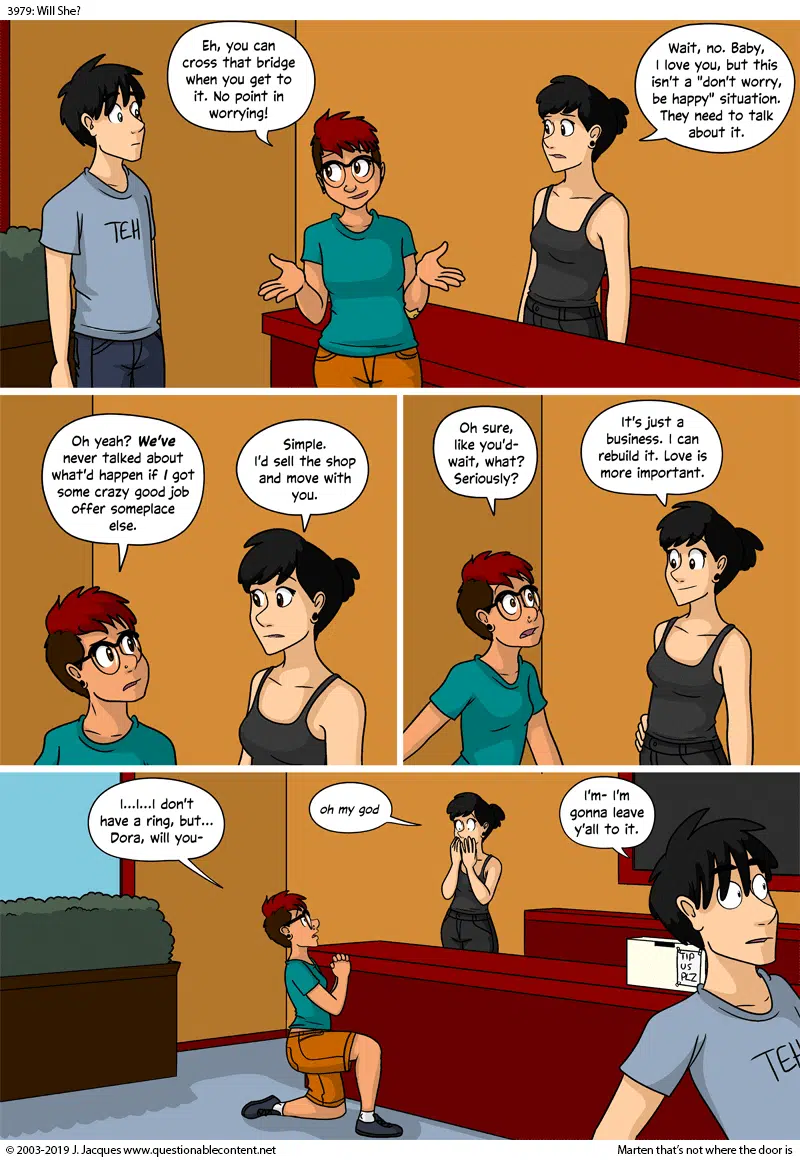 3979: Will She?
Eh, you can
cross that bridge
when you get to
it. No point in
worrying!
Wait, no. Baby,
I love you, but this
isn't a "don't worry,
be happy" situation.
They need to talk
about it.
TEH
Oh yeah? We've
never talked about
what'd happen if I got
some crazy good job
offer someplace
else.
Simple.
I'd sell the shop
and move with
you.
Oh sure,
like you'd-
wait, what?
Seriously?
It's just a
business. I can
rebuild it. Love is
more important.
I...I...I don't
have a ring, but...
Dora, will you-
oh my god
I'm- I'm
gonna leave
y'all to it.
TIP
US
PLZ
TEH
© 2003-2019 J. Jacques www.questionablecontent.net
Marten that's not where the door is